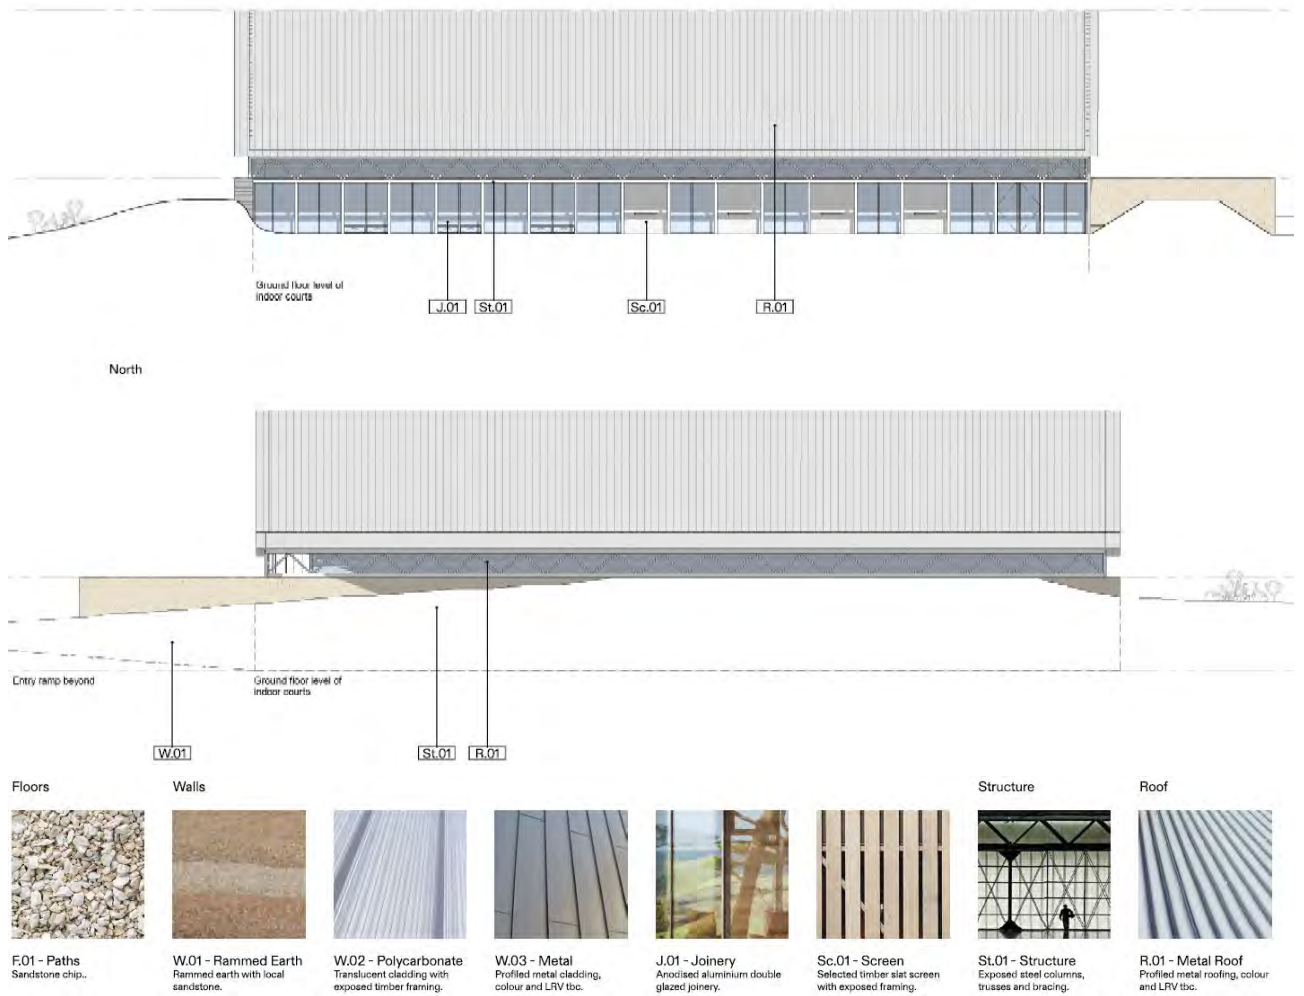 Ground floor level of
indoor courts
J.01
St.01
Sc.01
R.01
North
Entry ramp beyond
Ground floor level of
indoor courts
W.01
St.01
R.01
Floors
Walls
Structure
Roof
F.01 - Paths
Sandstone chip..
W.01 - Rammed Earth
Rammed earth with local
sandstone.
W.02 - Polycarbonate
Translucent cladding with
exposed timber framing.
W.03 - Metal
Profiled metal cladding,
colour and LRV tbc.
J.01 - Joinery
Anodised aluminium double
glazed joinery.
Sc.01 - Screen
Selected timber slat screen
with exposed framing.
St.01 - Structure
Exposed steel columns,
trusses and bracing.
R.01 - Metal Roof
Profiled metal roofing, colour
and LRV tbc.